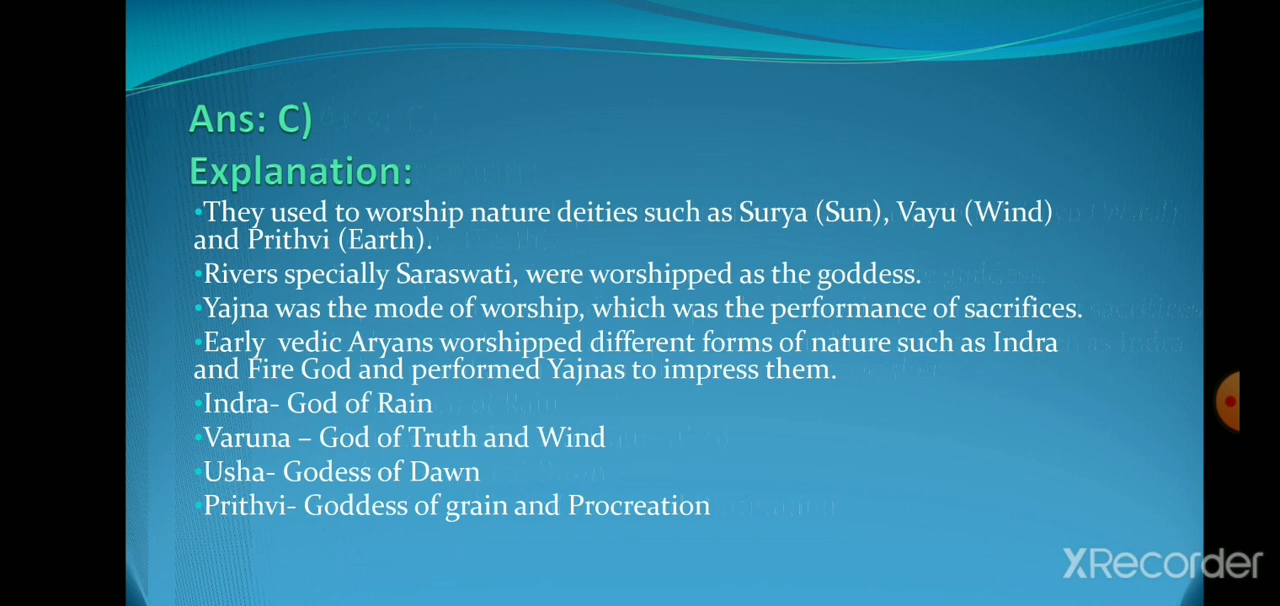 Ans: C)
Explanation:
•They used to worship nature deities such as Surya (Sun), Vayu (Wind)
and Prithvi (Earth).
•Rivers specially Saraswati, were worshipped as the goddess.
•Yajna was the mode of worship, which was the performance of sacrifices.
•Early vedic Aryans worshipped different forms of nature such as Indra
and Fire God and performed Yajnas to impress them.
•Indra- God of Rain
•Varuna – God of Truth and Wind
•Usha- Godess of Dawn
•Prithvi- Goddess of grain and Procreation
XRecorder